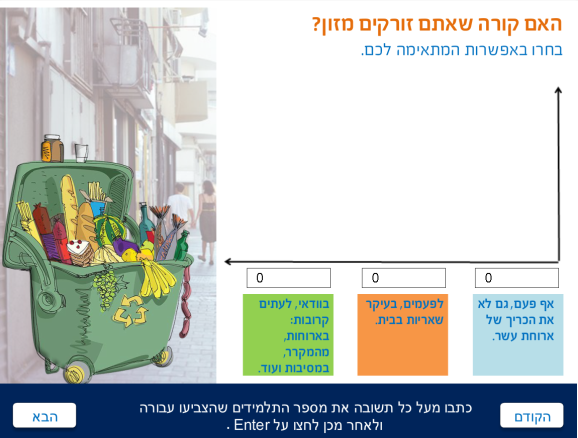 האם קורה שאתם זורקים מזון?
בחרו באפשרות המתאימה לכם.
0
0
0
אף פעם, גם לא
את הכריך של
ארוחת עשר.
לפעמים, בעיקר
שאריות בבית.
בוודאי, לעתים
קרובות:
בארוחות,
מהמקרר,
במסיבות ועוד.
הקודם
כתבו מעל כל תשובה את מספר התלמידים שהצביעו עבורה
ולאחר מכן לחצו על Enter .
הבא